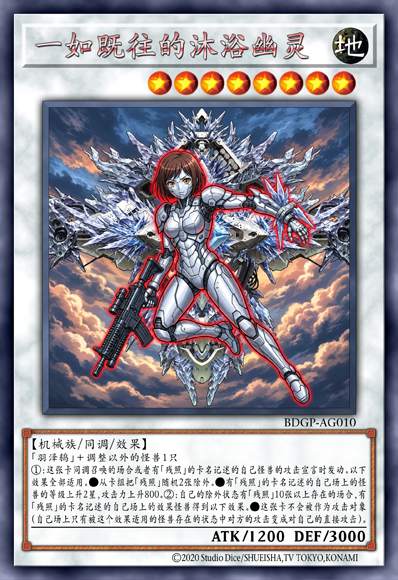 一如既往的沐浴幽灵
地
BDGP-AG010
【机械族/同调/效果】
「羽泽鸫」+调整以外的怪兽1只
①:这张卡同调召唤的场合或者有「残照」的卡名记述的自己怪兽的攻击宣言时发动。以下
效果全部适用。●从卡组把「残照」随机2张除外。●有「残照」的卡名记述的自己场上的怪
兽的等级上升2星,攻击力上升800。②:自己的除外状态有「残照」10张以上存在的场合,有
「残照」的卡名记述的自己场上的效果怪兽得到以下效果。●这张卡不会被作为攻击对象
(自己场上只有被这个效果适用的怪兽存在的状态中对方的攻击变成对自己的直接攻击)。
ATK/1200 DEF/3000
©2020 Studio Dice/SHUEISHA,TV TOKYO,KONAMI